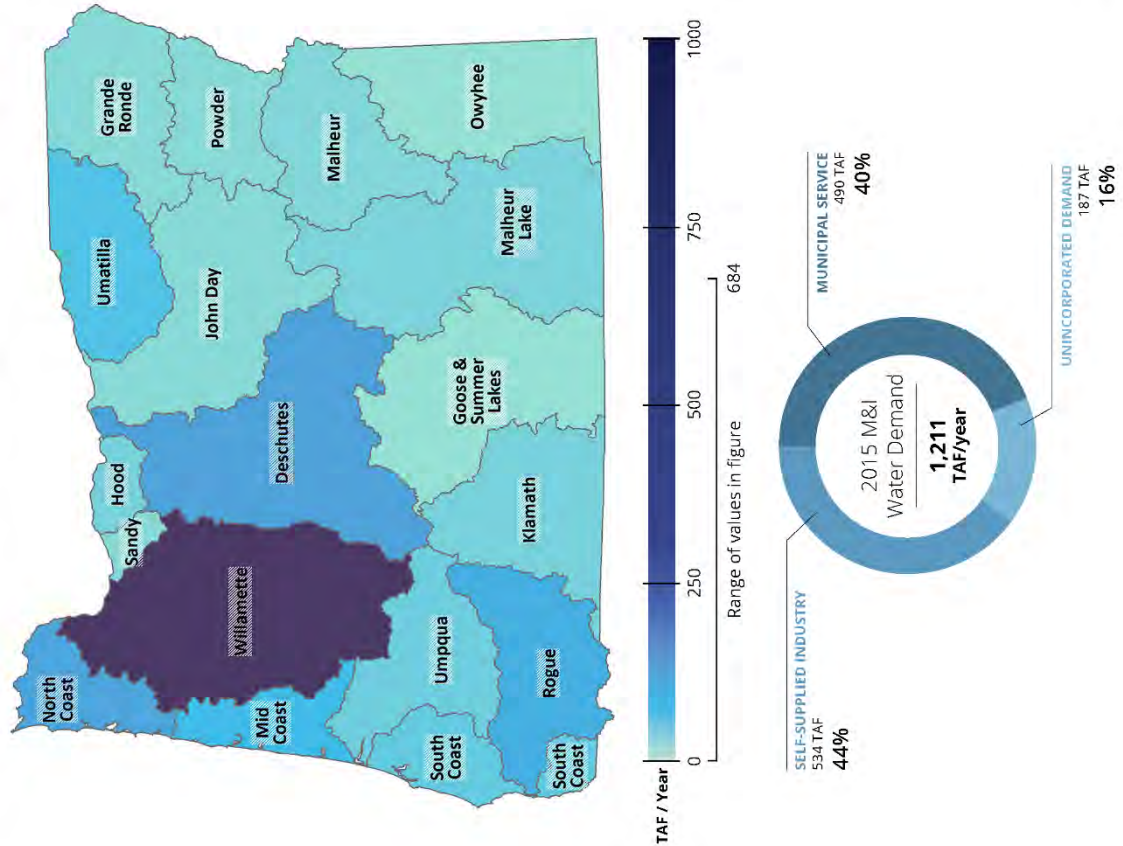 North
Coast
Sandy
Hood
Umatilla
Grande
Ronde
Powder
Willamette
Mid
Coast
Deschutes
John Day
Malheur
Umpqua
South
Coast
Goose &
Summer
Lakes
Malheur
Lake
Owyhee
Klamath
Rogue
South
Coast
TAF / Year
0
250
500
750
1000
684
Range of values in figure
SELF-SUPPLIED INDUSTRY
534 TAF
44%
MUNICIPAL SERVICE
490 TAF
40%
2015 M&I
Water Demand
1,211
TAF/year
UNINCORPORATED DEMAND
187 TAF
16%